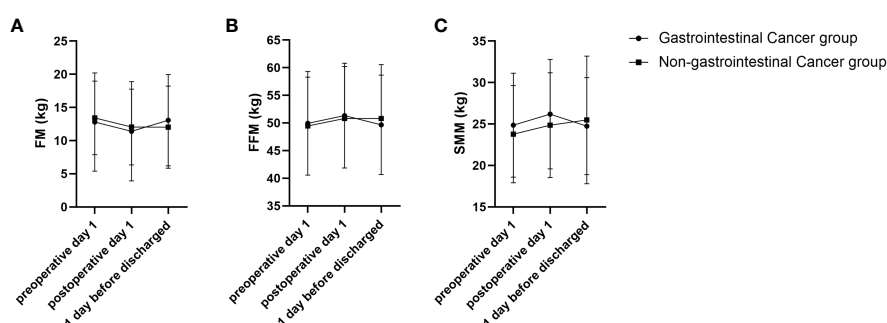 A
FM (kg)
25
20
15
10
5
0
preoperative day 1
postoperative day 1
1 day before discharged
B
FFM (kg)
65
60
55
50
45
40
35
preoperative day 1
postoperative day 1
1 day before discharged
C
SMM (kg)
35
30
25
20
15
preoperative day 1
postoperative day 1
1 day before discharged
Gastrointestinal Cancer group
Non-gastrointestinal Cancer group